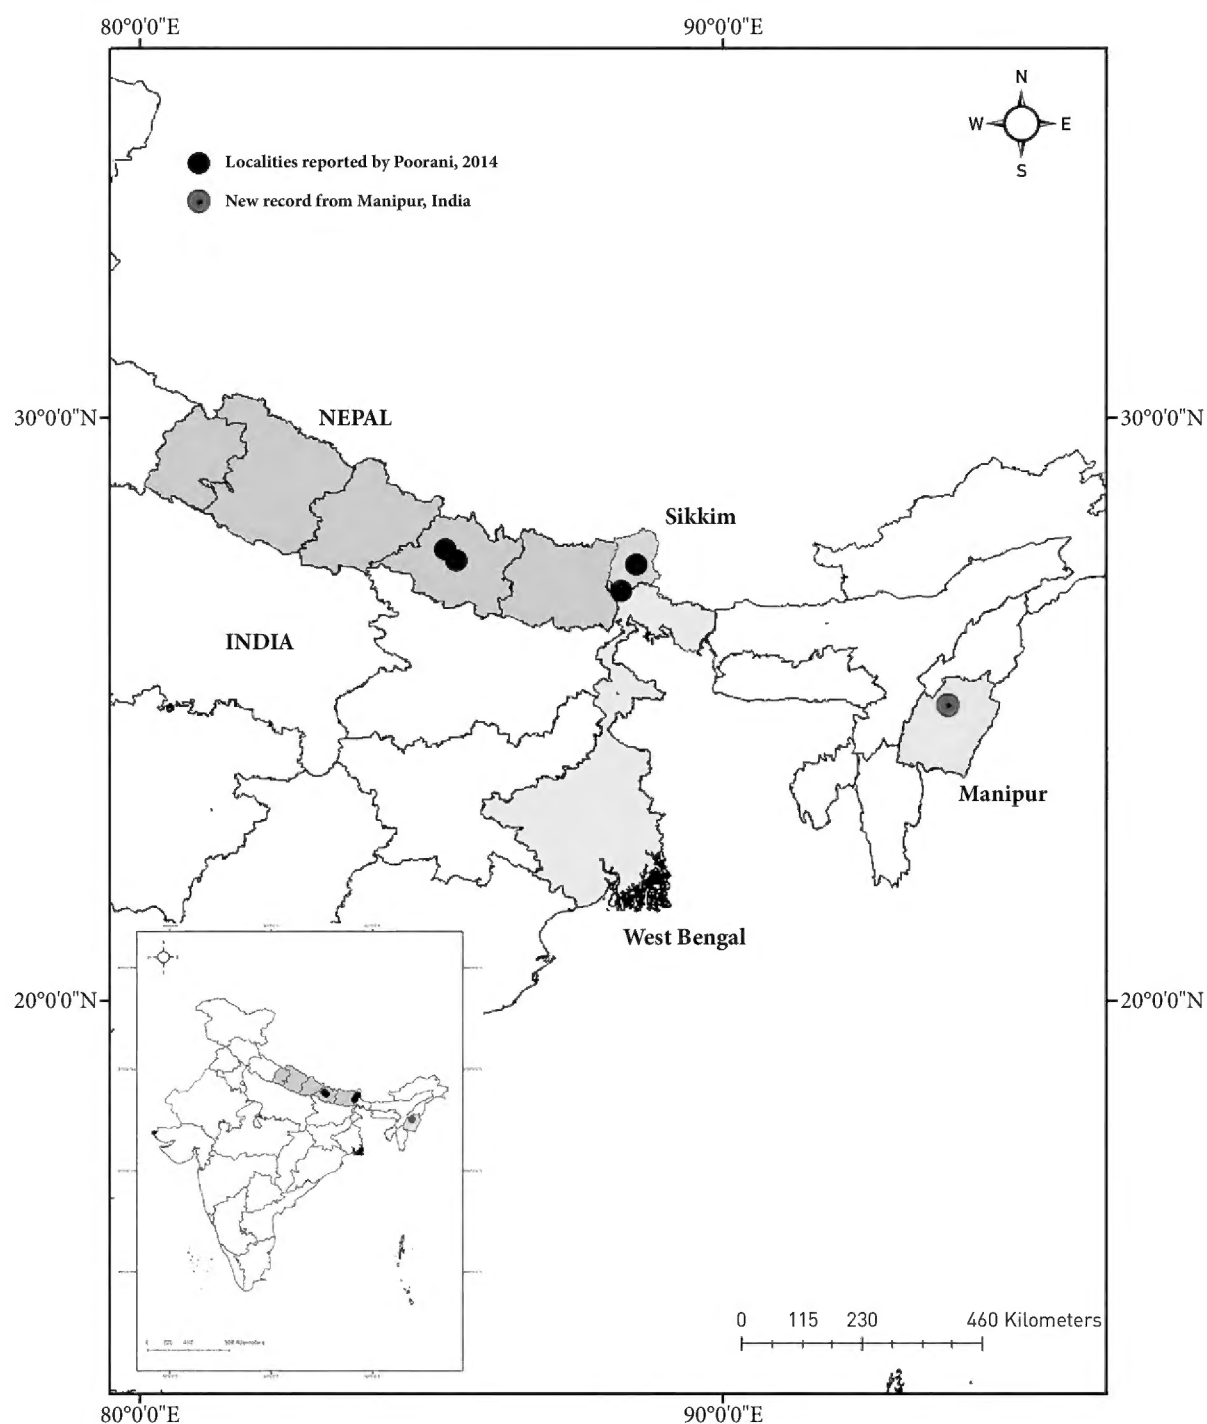 80°0'0"E 90°0'0"E
N
W E
S
Localities reported by Poorani, 2014
New record from Manipur, India
30°0'0"N 30°0'0"N
NEPAL
Sikkim
INDIA
Manipur
West Bengal
20°0'0"N 20°0'0"N
0 115 230 460 Kilometers
80°0'0"E 90°0'0"E